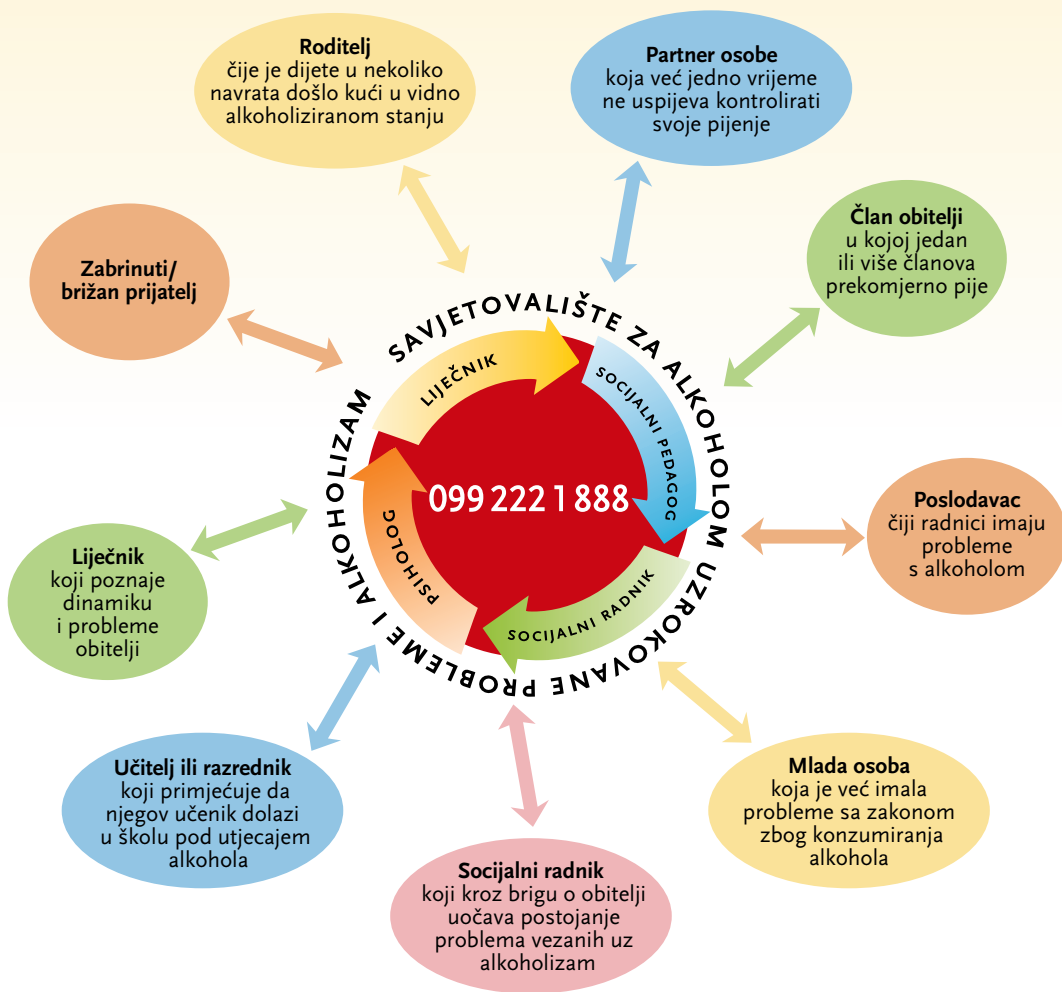 Roditelj
čije je dijete u nekoliko
navrata došlo kući u vidno
alkoholiziranom stanju
Partner osobe
koja već jedno vrijeme
ne uspijeva kontrolirati
svoje pijenje
Član obitelji
u kojoj jedan
ili više članova
prekomjerno pije
Zabrinuti/
brižan prijatelj
SAVJETOVALIŠTE ZA ALKOHOLOM UZROKOVANE PROBLEME I ALKOHOLIZAM
LIJEČNIK
SOCIJALNI PEDAGOG
SOCIJALNI RADNIK
PSIHOLOG
099 222 1 888
Poslodavac
čiji radnici imaju
probleme
s alkoholom
Liječnik
koji poznaje
dinamiku
i probleme
obitelji
Učitelj ili razrednik
koji primjećuje da
njegov učenik dolazi
u školu pod utjecajem
alkohola
Mlada osoba
koja je već imala
probleme sa zakonom
zbog konzumiranja
alkohola
Socijalni radnik
koji kroz brigu o obitelji
uočava postojanje
problema vezanih uz
alkoholizam